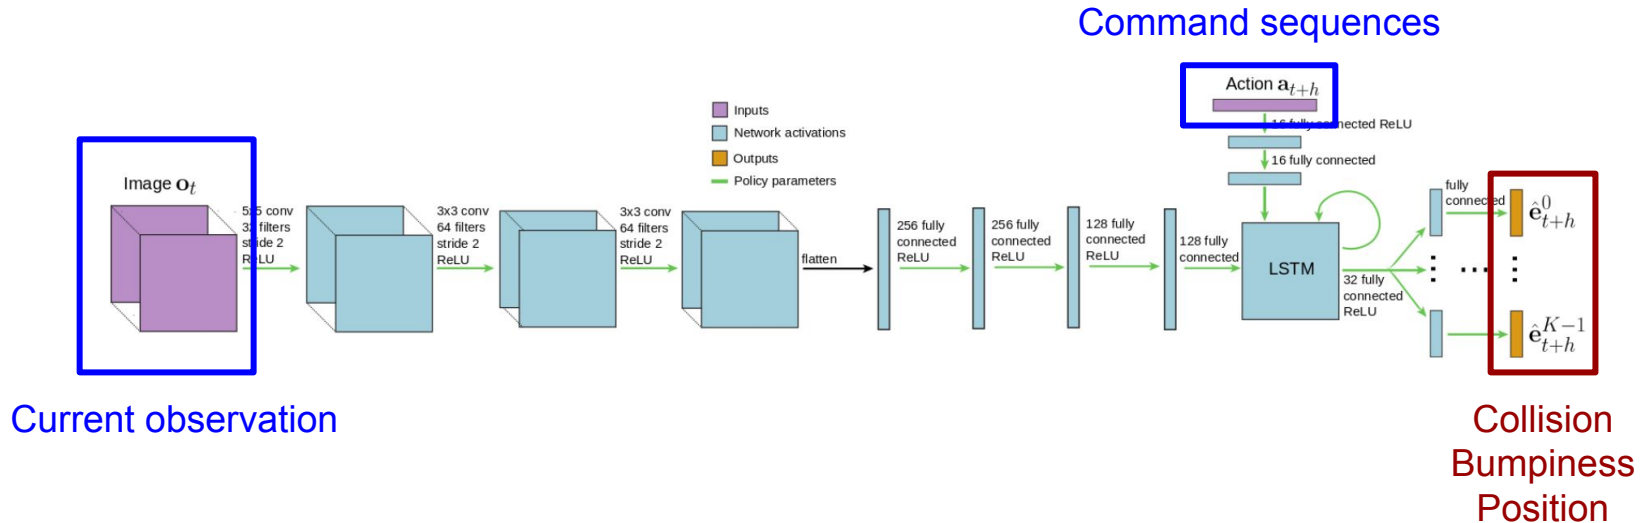 Command sequences
Action a_{t+h}
Inputs
Network activations
Outputs
Policy parameters
16 fully connected ReLU
16 fully connected
Image o_t
5x5 conv
32 filters
stride 2
ReLU
3x3 conv
64 filters
stride 2
ReLU
3x3 conv
64 filters
stride 2
ReLU
flatten
256 fully
connected
ReLU
256 fully
connected
ReLU
128 fully
connected
ReLU
128 fully
connected
LSTM
32 fully
connected
ReLU
fully
connected
ê^0_{t+h}
ê^{K-1}_{t+h}
Current observation
Collision
Bumpiness
Position